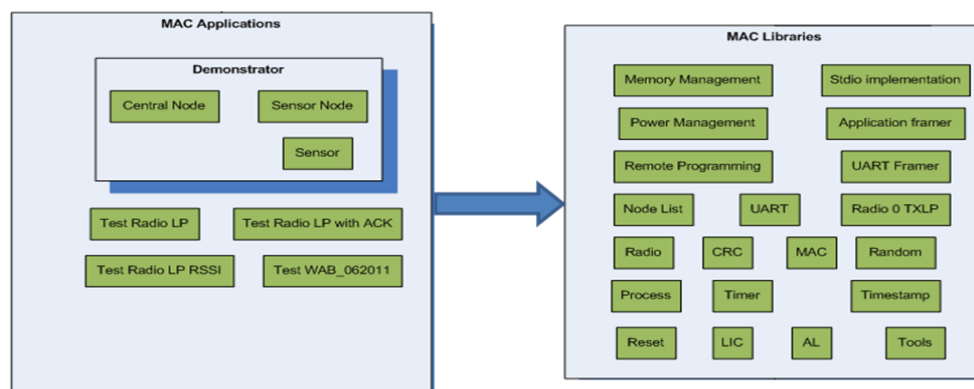 MAC Applications
Demonstrator
Central Node
Sensor Node
Sensor
Test Radio LP
Test Radio LP with ACK
Test Radio LP RSSI
Test WAB_062011
MAC Libraries
Memory Management
Stdio implementation
Power Management
Application framer
Remote Programming
UART Framer
Node List
UART
Radio 0 TXLP
Radio
CRC
MAC
Random
Process
Timer
Timestamp
Reset
LIC
AL
Tools